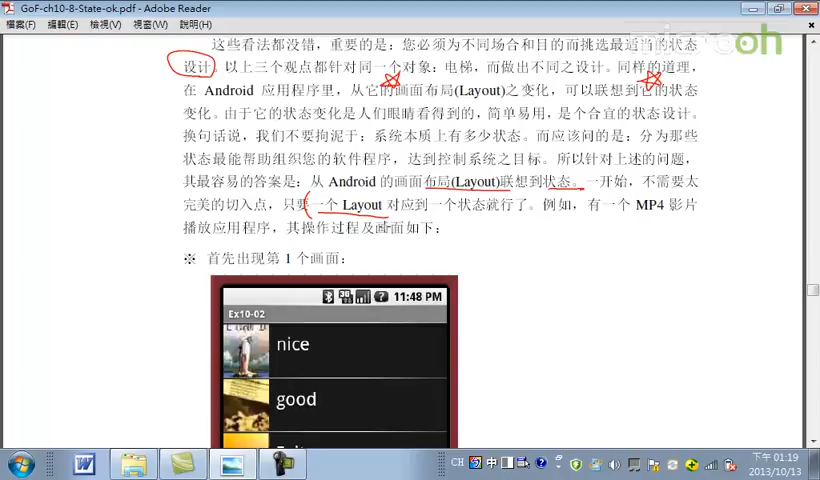 GoF-ch10-8-State-ok.pdf - Adobe Reader
檔案(F) 編輯(E) 檢視(V) 視窗(W) 說明(H)
这些看法都没错，重要的是：您必须为不同场合和目的而挑选最适当的状态
设计。以上三个观点都针对同一个对象：电梯，而做出不同之设计。同样的道理，
在 Android 应用程序里，从它的画面布局(Layout)之变化，可以联想到它的状态
变化。由于它的状态变化是人们眼睛看得到的，简单易用，是个合宜的状态设计。
换句话说，我们不要拘泥于：系统本质上有多少状态。而应该问的是：分为那些
状态最能帮助组织您的软件程序，达到控制系统之目标。所以针对上述的问题，
其最容易的答案是：从 Android 的画面布局(Layout)联想到状态。一开始，不需要太
完美的切入点，只要一个 Layout 对应到一个状态就行了。例如，有一个 MP4 影片
播放应用程序，其操作过程及画面如下：
※ 首先出现第 1 个画面：
3G
11:48 PM
Ex10-02
nice
good
CH 中
下午 01:19
2013/10/13